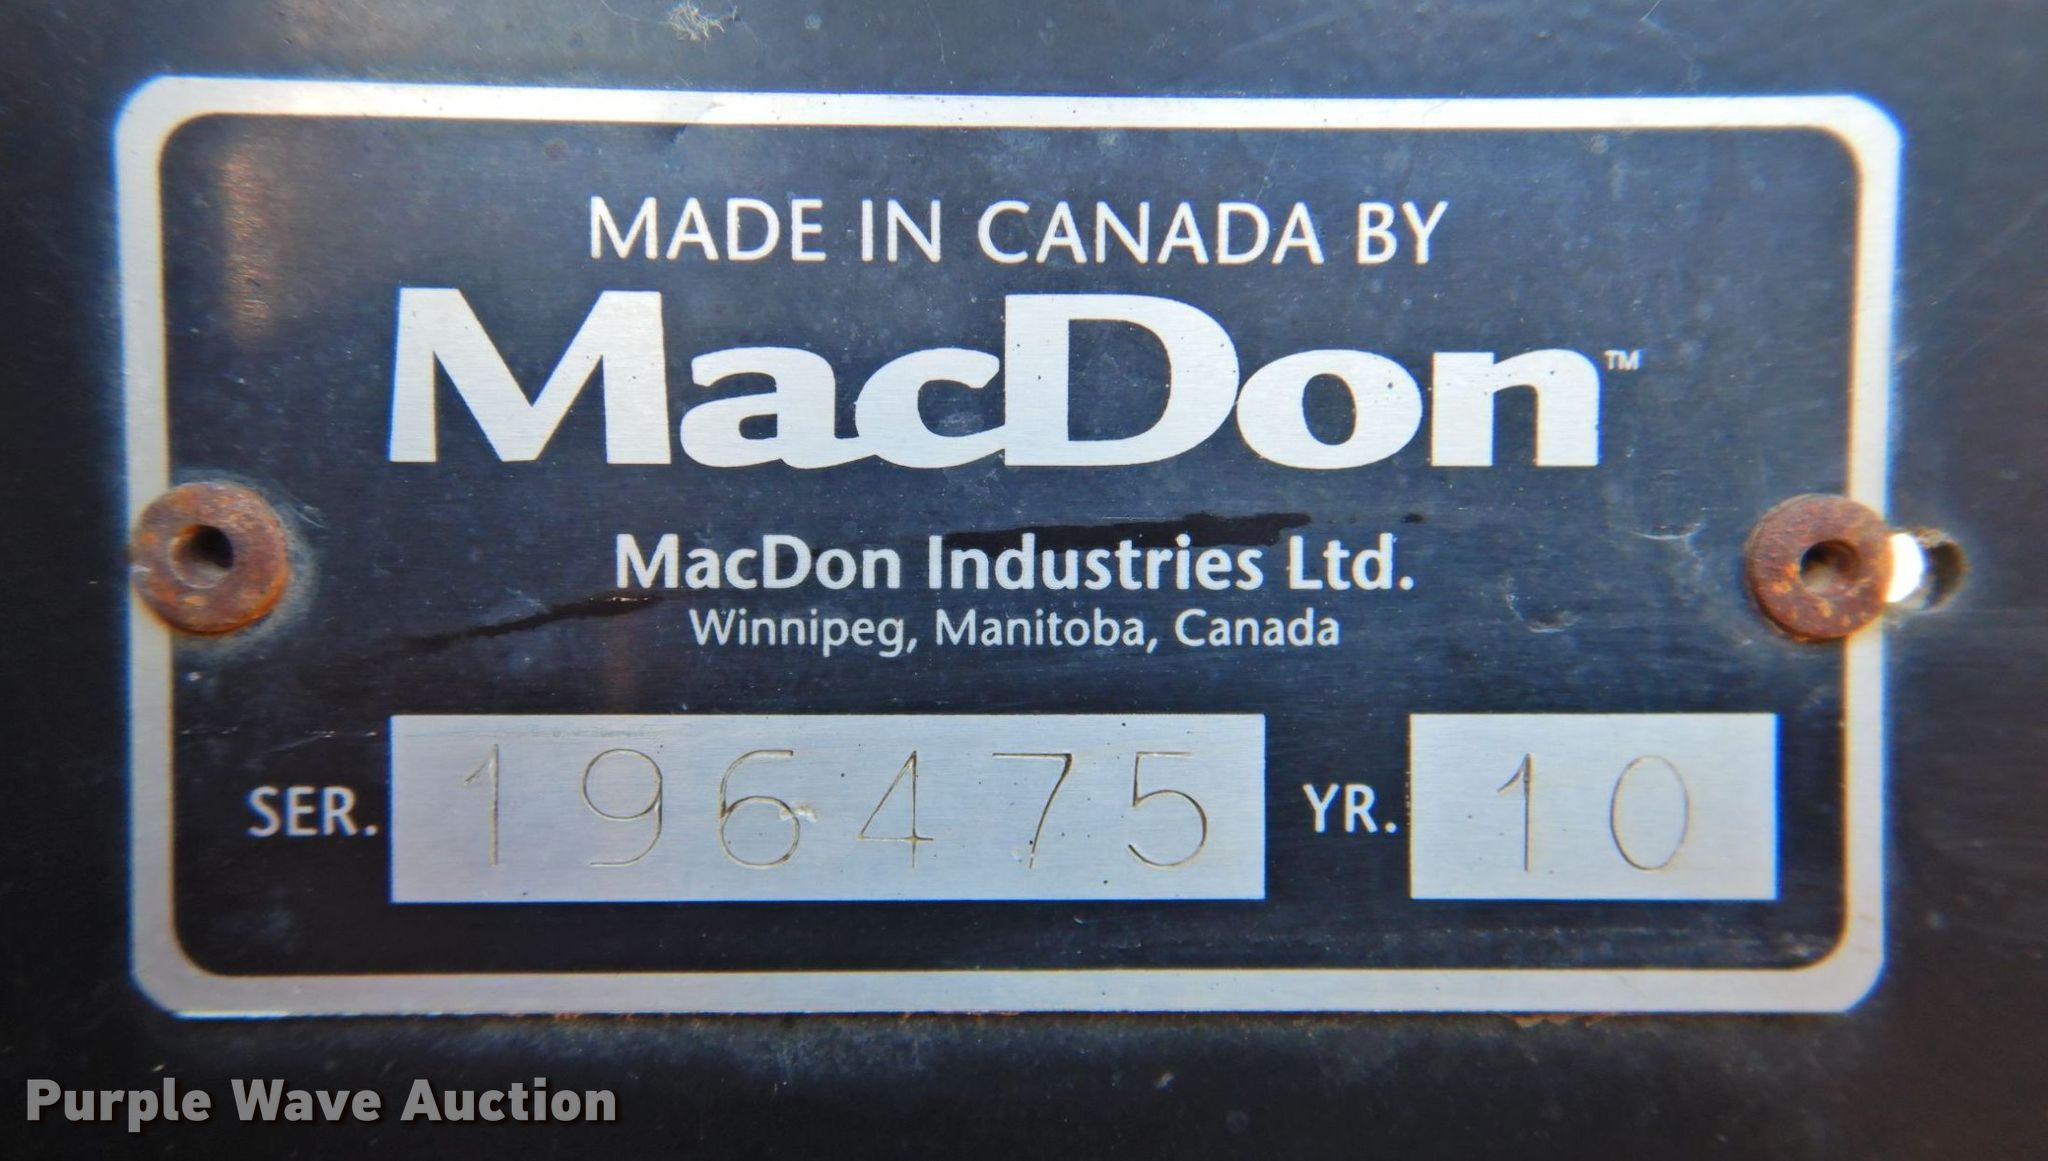 MADE IN CANADA BY
MacDon™
MacDon Industries Ltd.
Winnipeg, Manitoba, Canada
SER. 196475 YR. 10
Purple Wave Auction